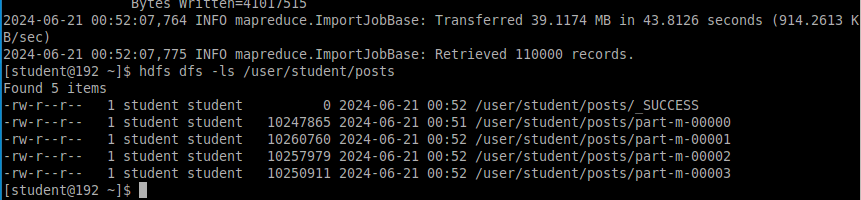 Bytes Written=41017515
2024-06-21 00:52:07,764 INFO mapreduce.ImportJobBase: Transferred 39.1174 MB in 43.8126 seconds (914.2613 K
B/sec)
2024-06-21 00:52:07,775 INFO mapreduce.ImportJobBase: Retrieved 110000 records.
[student@192 ~]$ hdfs dfs -ls /user/student/posts
Found 5 items
-rw-r--r--   1 student student          0 2024-06-21 00:52 /user/student/posts/_SUCCESS
-rw-r--r--   1 student student   10247865 2024-06-21 00:51 /user/student/posts/part-m-00000
-rw-r--r--   1 student student   10260760 2024-06-21 00:52 /user/student/posts/part-m-00001
-rw-r--r--   1 student student   10257979 2024-06-21 00:52 /user/student/posts/part-m-00002
-rw-r--r--   1 student student   10250911 2024-06-21 00:52 /user/student/posts/part-m-00003
[student@192 ~]$